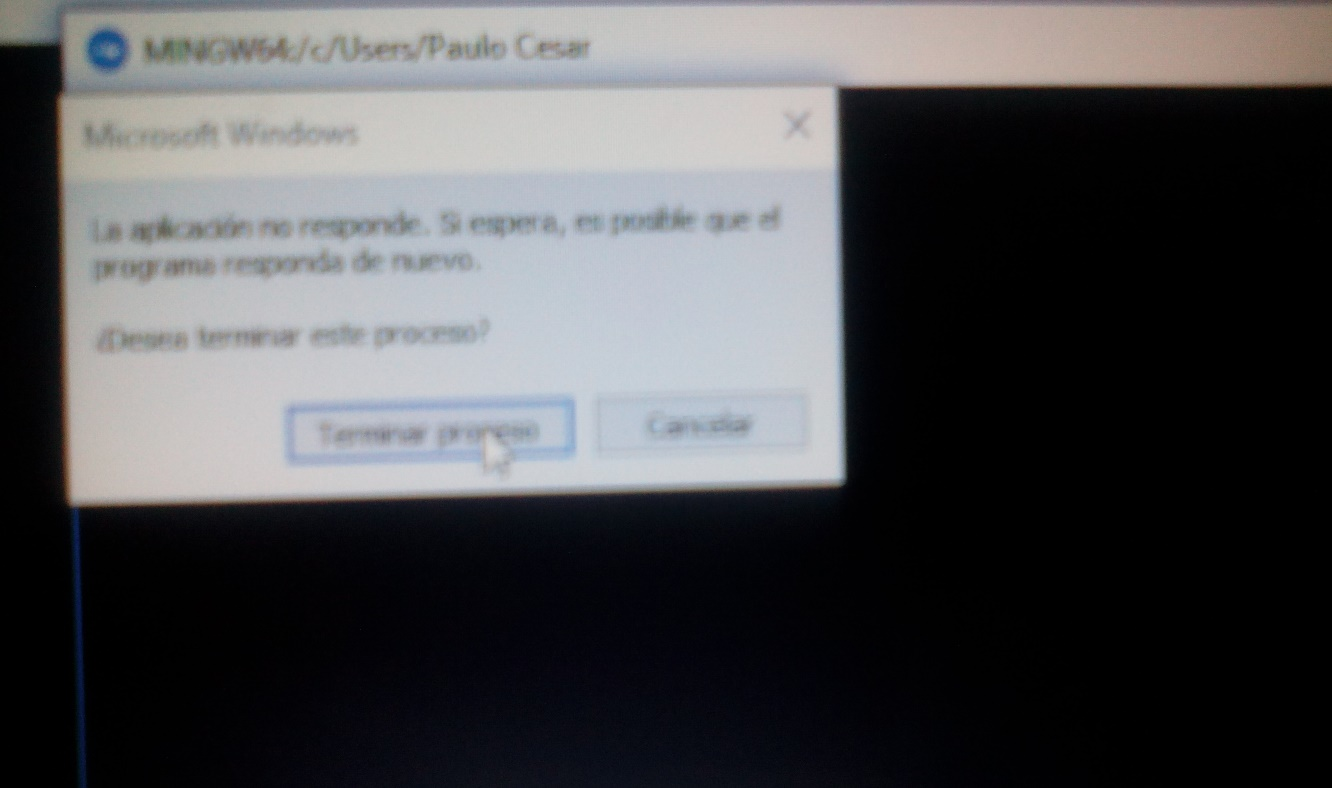 MINGW64:/c/Users/Paulo Cesar
Microsoft Windows
La aplicación no responde. Si espera, es posible que el
programa responda de nuevo.
¿Desea terminar este proceso?
Terminar proceso
Cancelar